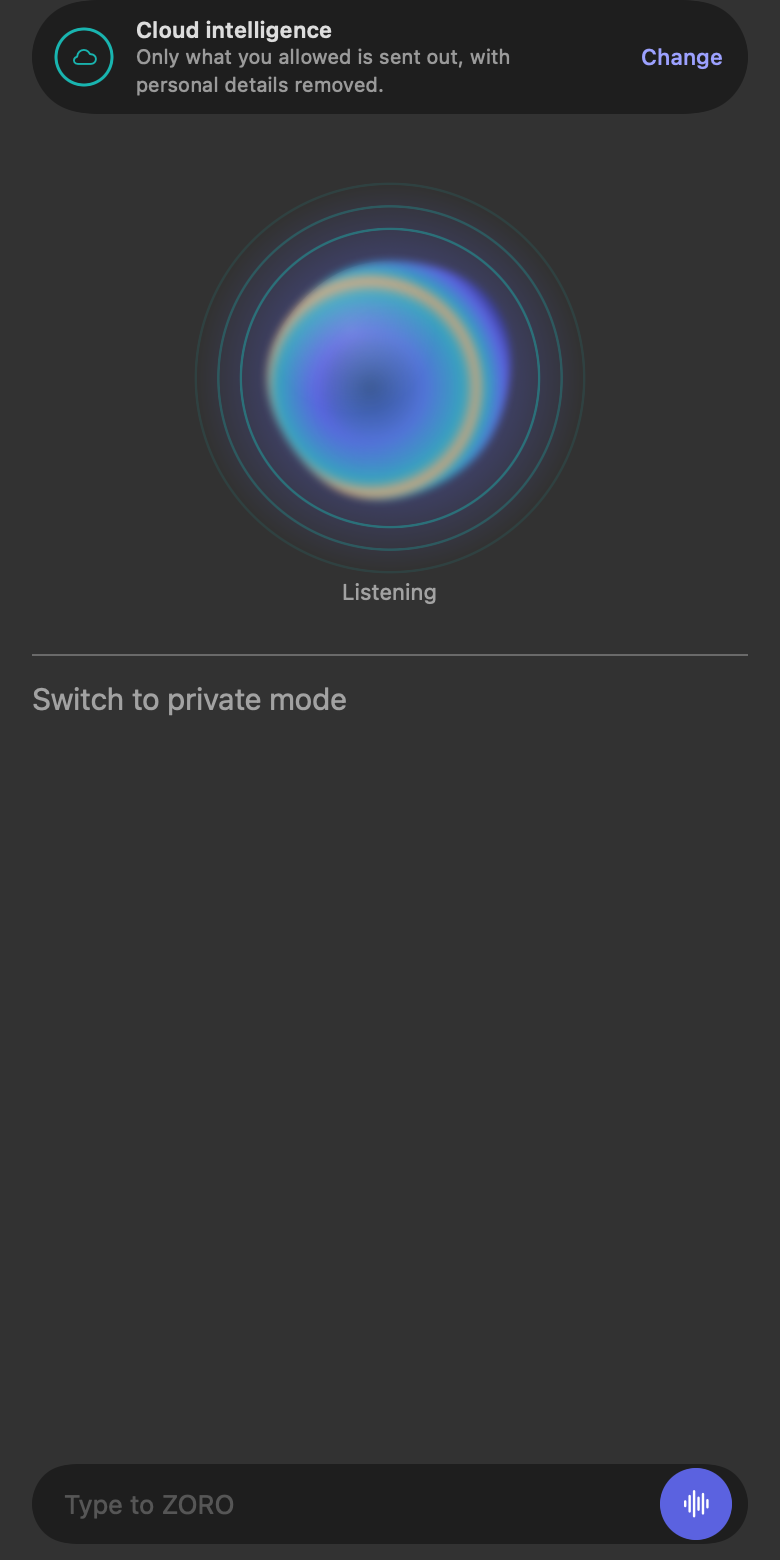 Cloud intelligence
Only what you allowed is sent out, with
personal details removed.
Change
Listening
Switch to private mode
Type to ZORO